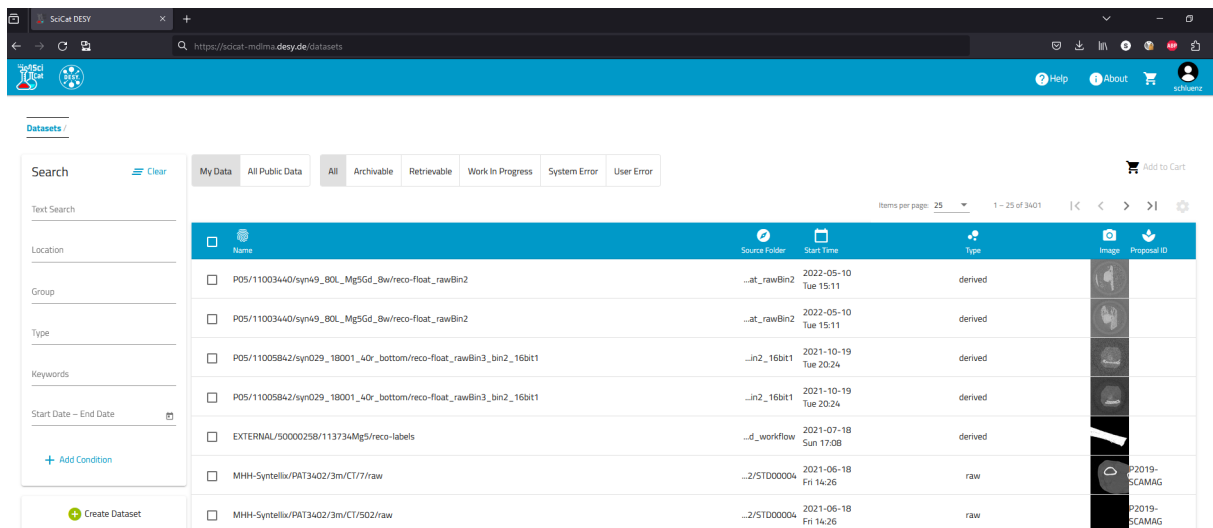 SciCat DESY
https://scicat-mdlma.desy.de/datasets
SciCat
DESY
Help
About
schluenz
Datasets /
Search
Clear
My Data
All Public Data
All
Archivable
Retrievable
Work In Progress
System Error
User Error
Add to Cart
Text Search
Items per page: 25
1 – 25 of 3401
Location
Name
Source Folder
Start Time
Type
Image
Proposal ID
Group
P05/11003440/syn49_80L_Mg5Gd_8w/reco-float_rawBin2
...at_rawBin2
2022-05-10
Tue 15:11
derived
P05/11003440/syn49_80L_Mg5Gd_8w/reco-float_rawBin2
...at_rawBin2
2022-05-10
Tue 15:11
derived
Type
P05/11005842/syn029_18001_40r_bottom/reco-float_rawBin3_bin2_16bit1
...in2_16bit1
2021-10-19
Tue 20:24
derived
Keywords
P05/11005842/syn029_18001_40r_bottom/reco-float_rawBin3_bin2_16bit1
...in2_16bit1
2021-10-19
Tue 20:24
derived
Start Date – End Date
EXTERNAL/50000258/113734Mg5/reco-labels
...d_workflow
2021-07-18
Sun 17:08
derived
+ Add Condition
MHH-Syntellix/PAT3402/3m/CT/7/raw
...2/STD00004
2021-06-18
Fri 14:26
raw
P2019-
SCAMAG
Create Dataset
MHH-Syntellix/PAT3402/3m/CT/502/raw
...2/STD00004
2021-06-18
Fri 14:26
raw
P2019-
SCAMAG